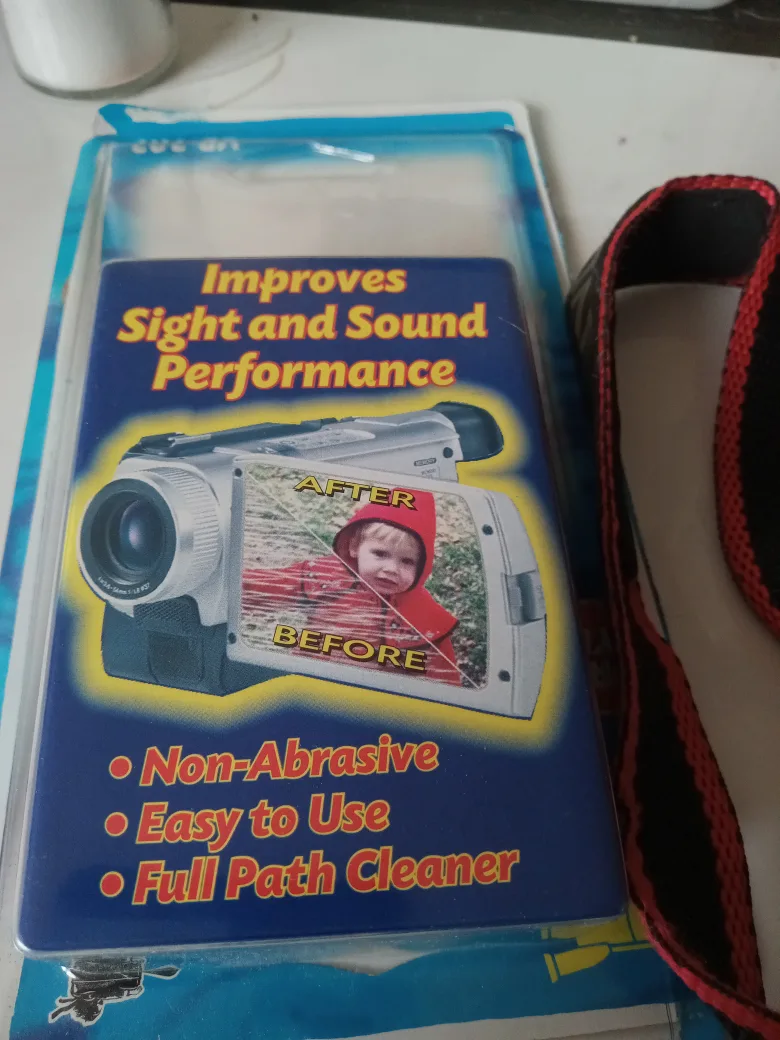 Improves
Sight and Sound
Performance
AFTER
BEFORE
• Non-Abrasive
• Easy to Use
• Full Path Cleaner